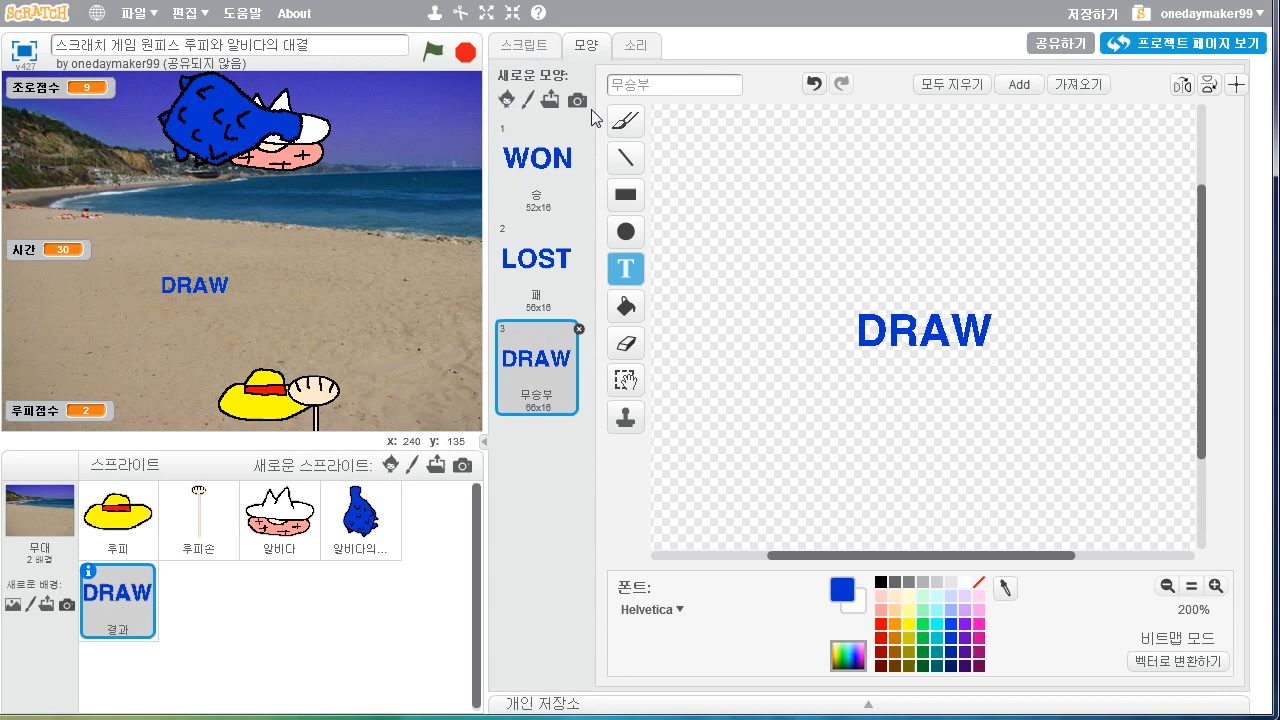 SCRATCH 파일 편집 도움말 About 저장하기 onedaymaker99
v427 스크래치 게임 원피스 루피와 알비다의 대결
by onedaymaker99 (공유되지 않음)
스크립트 모양 소리 공유하기 프로젝트 페이지 보기
조로점수 9
시간 30
DRAW
루피점수 2
x: 240 y: 135
새로운 모양:
1
WON
승
52x16
2
LOST
패
56x16
3
DRAW
무승부
66x16
무승부 모두 지우기 Add 가져오기
T
DRAW
스프라이트 새로운 스프라이트:
무대
2 배경
새로운 배경:
루피 루피손 알비다 알비다의...
DRAW
결과
폰트:
Helvetica
200%
비트맵 모드
벡터로 변환하기
개인 저장소